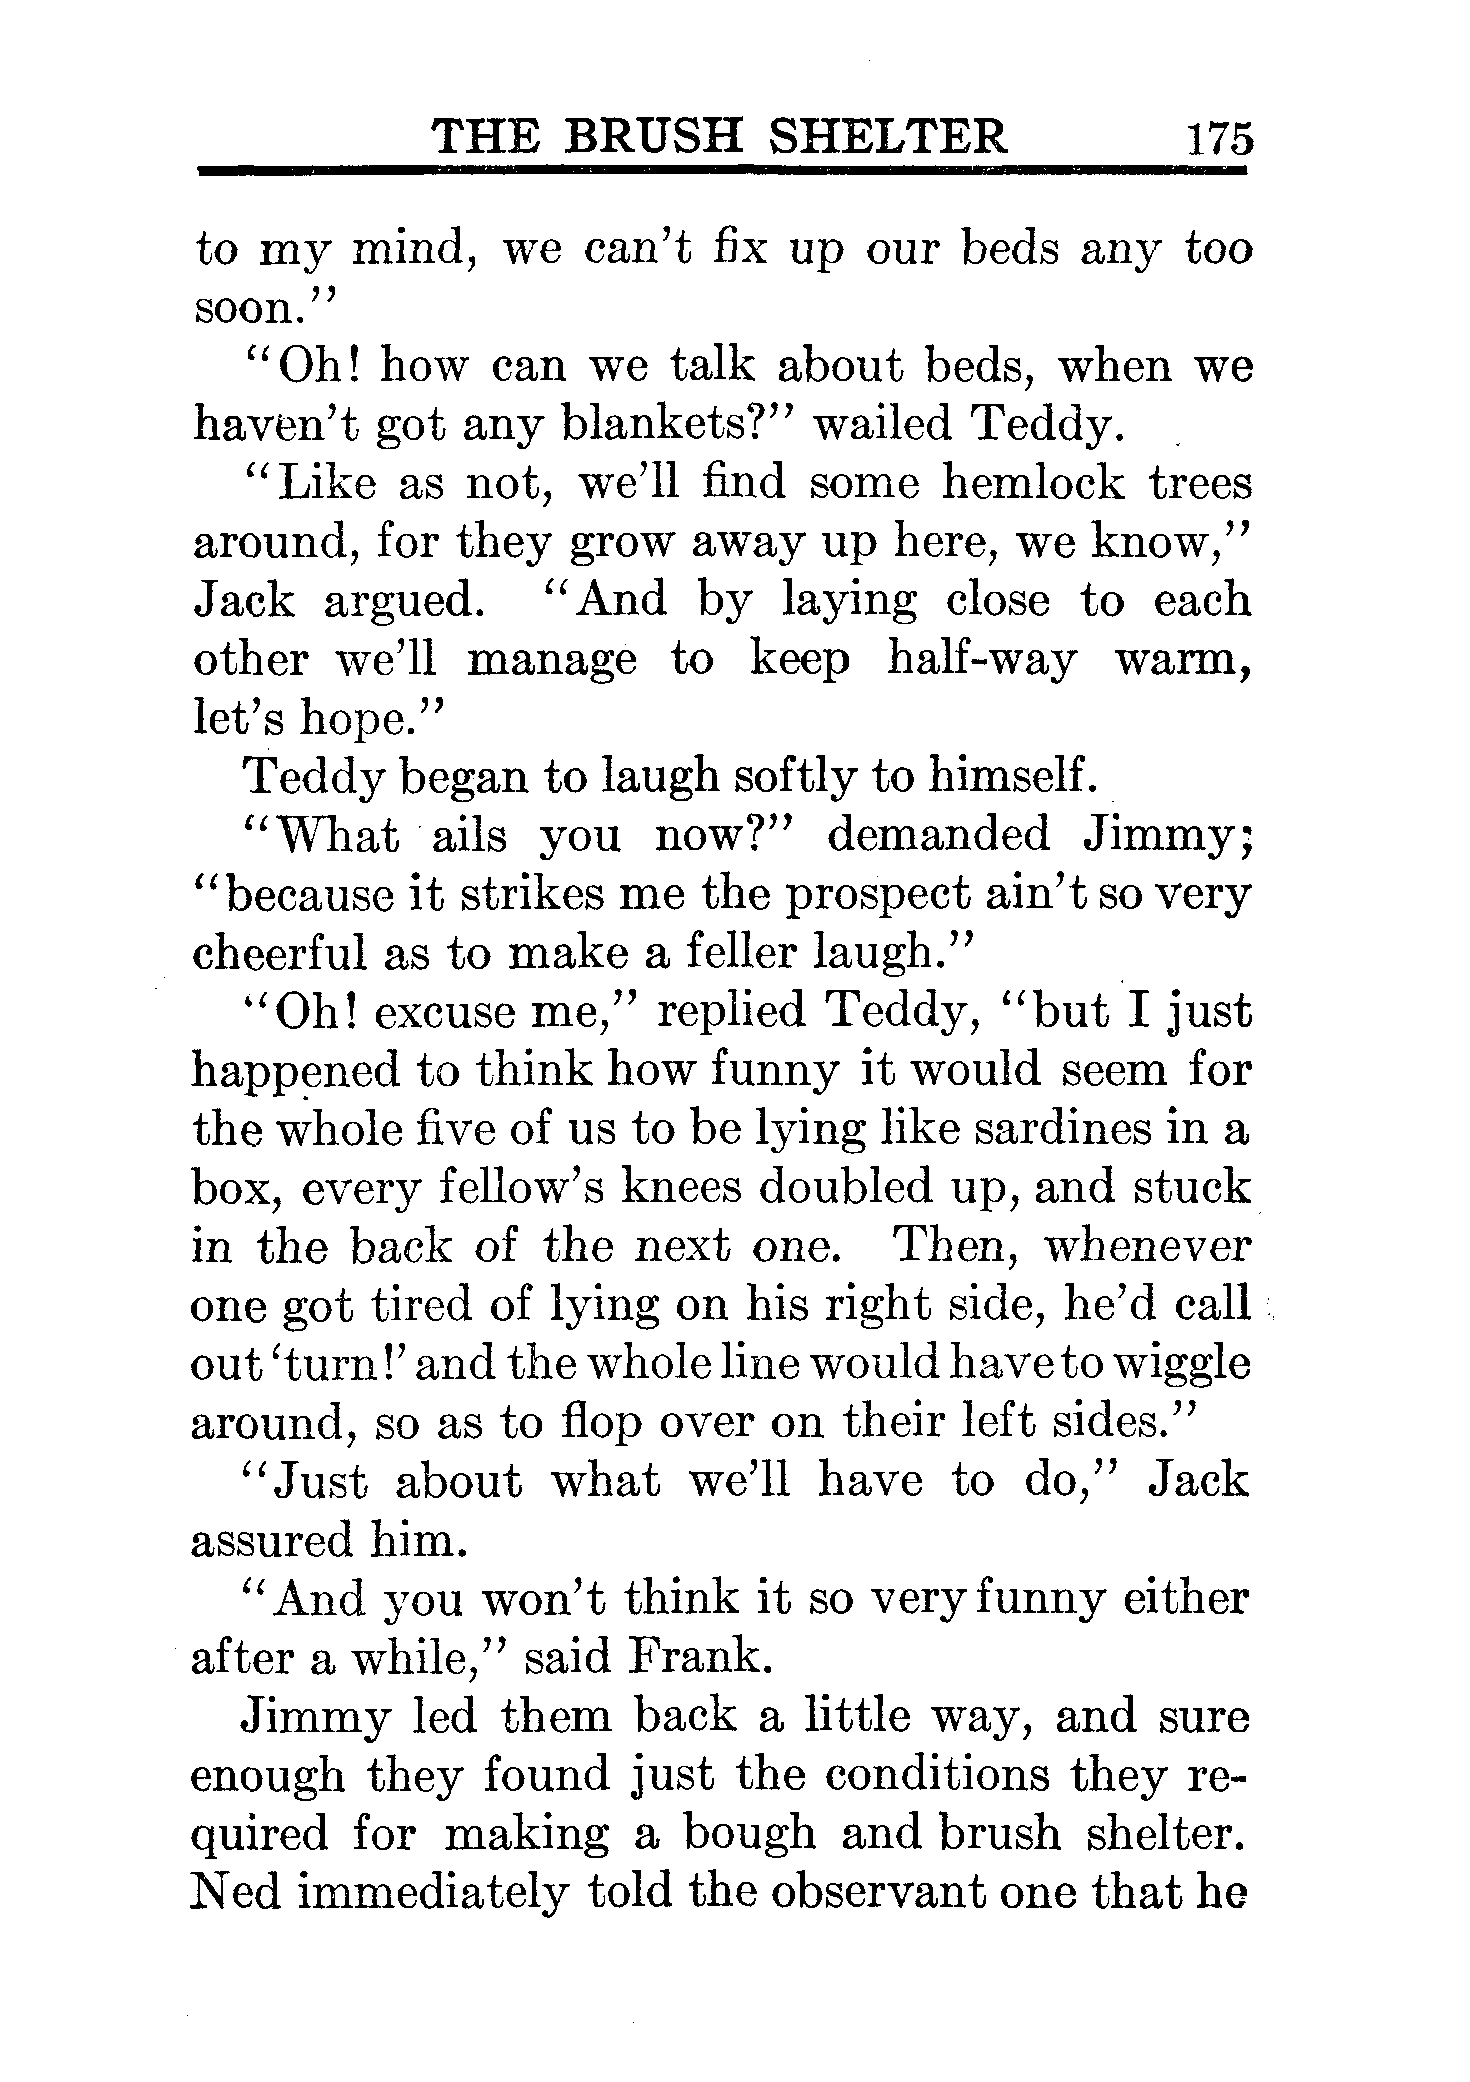 THE BRUSH SHELTER 175
to my mind, we can't fix up our beds any too
soon."
"Oh! how can we talk about beds, when we
haven't got any blankets?" wailed Teddy.
"Like as not, we'll find some hemlock trees
around, for they grow away up here, we know,"
Jack argued. "And by laying close to each
other we'll manage to keep half-way warm,
let's hope."
Teddy began to laugh softly to himself.
"What ails you now?" demanded Jimmy;
"because it strikes me the prospect ain't so very
cheerful as to make a feller laugh."
"Oh! excuse me," replied Teddy, "but I just
happened to think how funny it would seem for
the whole five of us to be lying like sardines in a
box, every fellow's knees doubled up, and stuck
in the back of the next one. Then, whenever
one got tired of lying on his right side, he'd call
out 'turn!' and the whole line would have to wiggle
around, so as to flop over on their left sides."
"Just about what we'll have to do," Jack
assured him.
"And you won't think it so very funny either
after a while," said Frank.
Jimmy led them back a little way, and sure
enough they found just the conditions they re-
quired for making a bough and brush shelter.
Ned immediately told the observant one that he